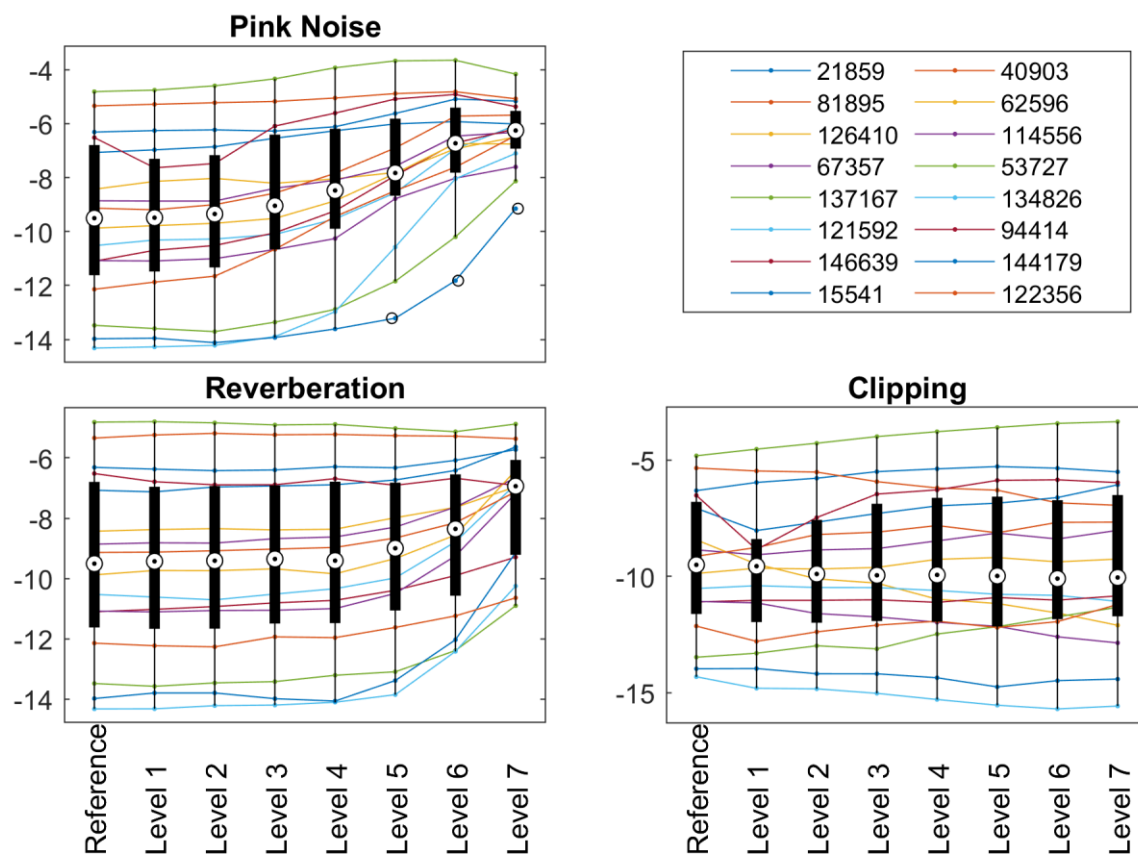 Pink Noise
-4
-6
-8
-10
-12
-14
21859 40903
81895 62596
126410 114556
67357 53727
137167 134826
121592 94414
146639 144179
15541 122356
Reverberation
-6
-8
-10
-12
-14
Reference
Level 1
Level 2
Level 3
Level 4
Level 5
Level 6
Level 7
Clipping
-5
-10
-15
Reference
Level 1
Level 2
Level 3
Level 4
Level 5
Level 6
Level 7